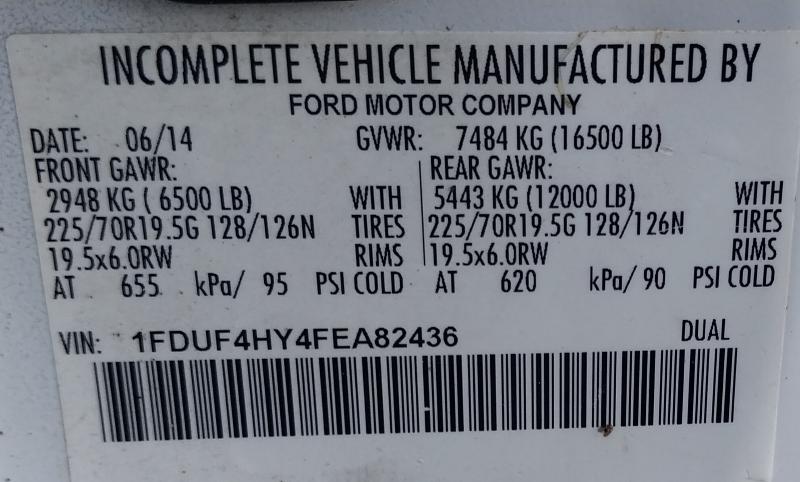 INCOMPLETE VEHICLE MANUFACTURED BY
FORD MOTOR COMPANY
DATE: 06/14 GVWR: 7484 KG (16500 LB)
FRONT GAWR: REAR GAWR:
2948 KG ( 6500 LB) WITH 5443 KG (12000 LB) WITH
225/70R19.5G 128/126N TIRES 225/70R19.5G 128/126N TIRES
19.5x6.0RW RIMS 19.5x6.0RW RIMS
AT 655 kPa/ 95 PSI COLD AT 620 kPa/ 90 PSI COLD
VIN: 1FDUF4HY4FEA82436 DUAL